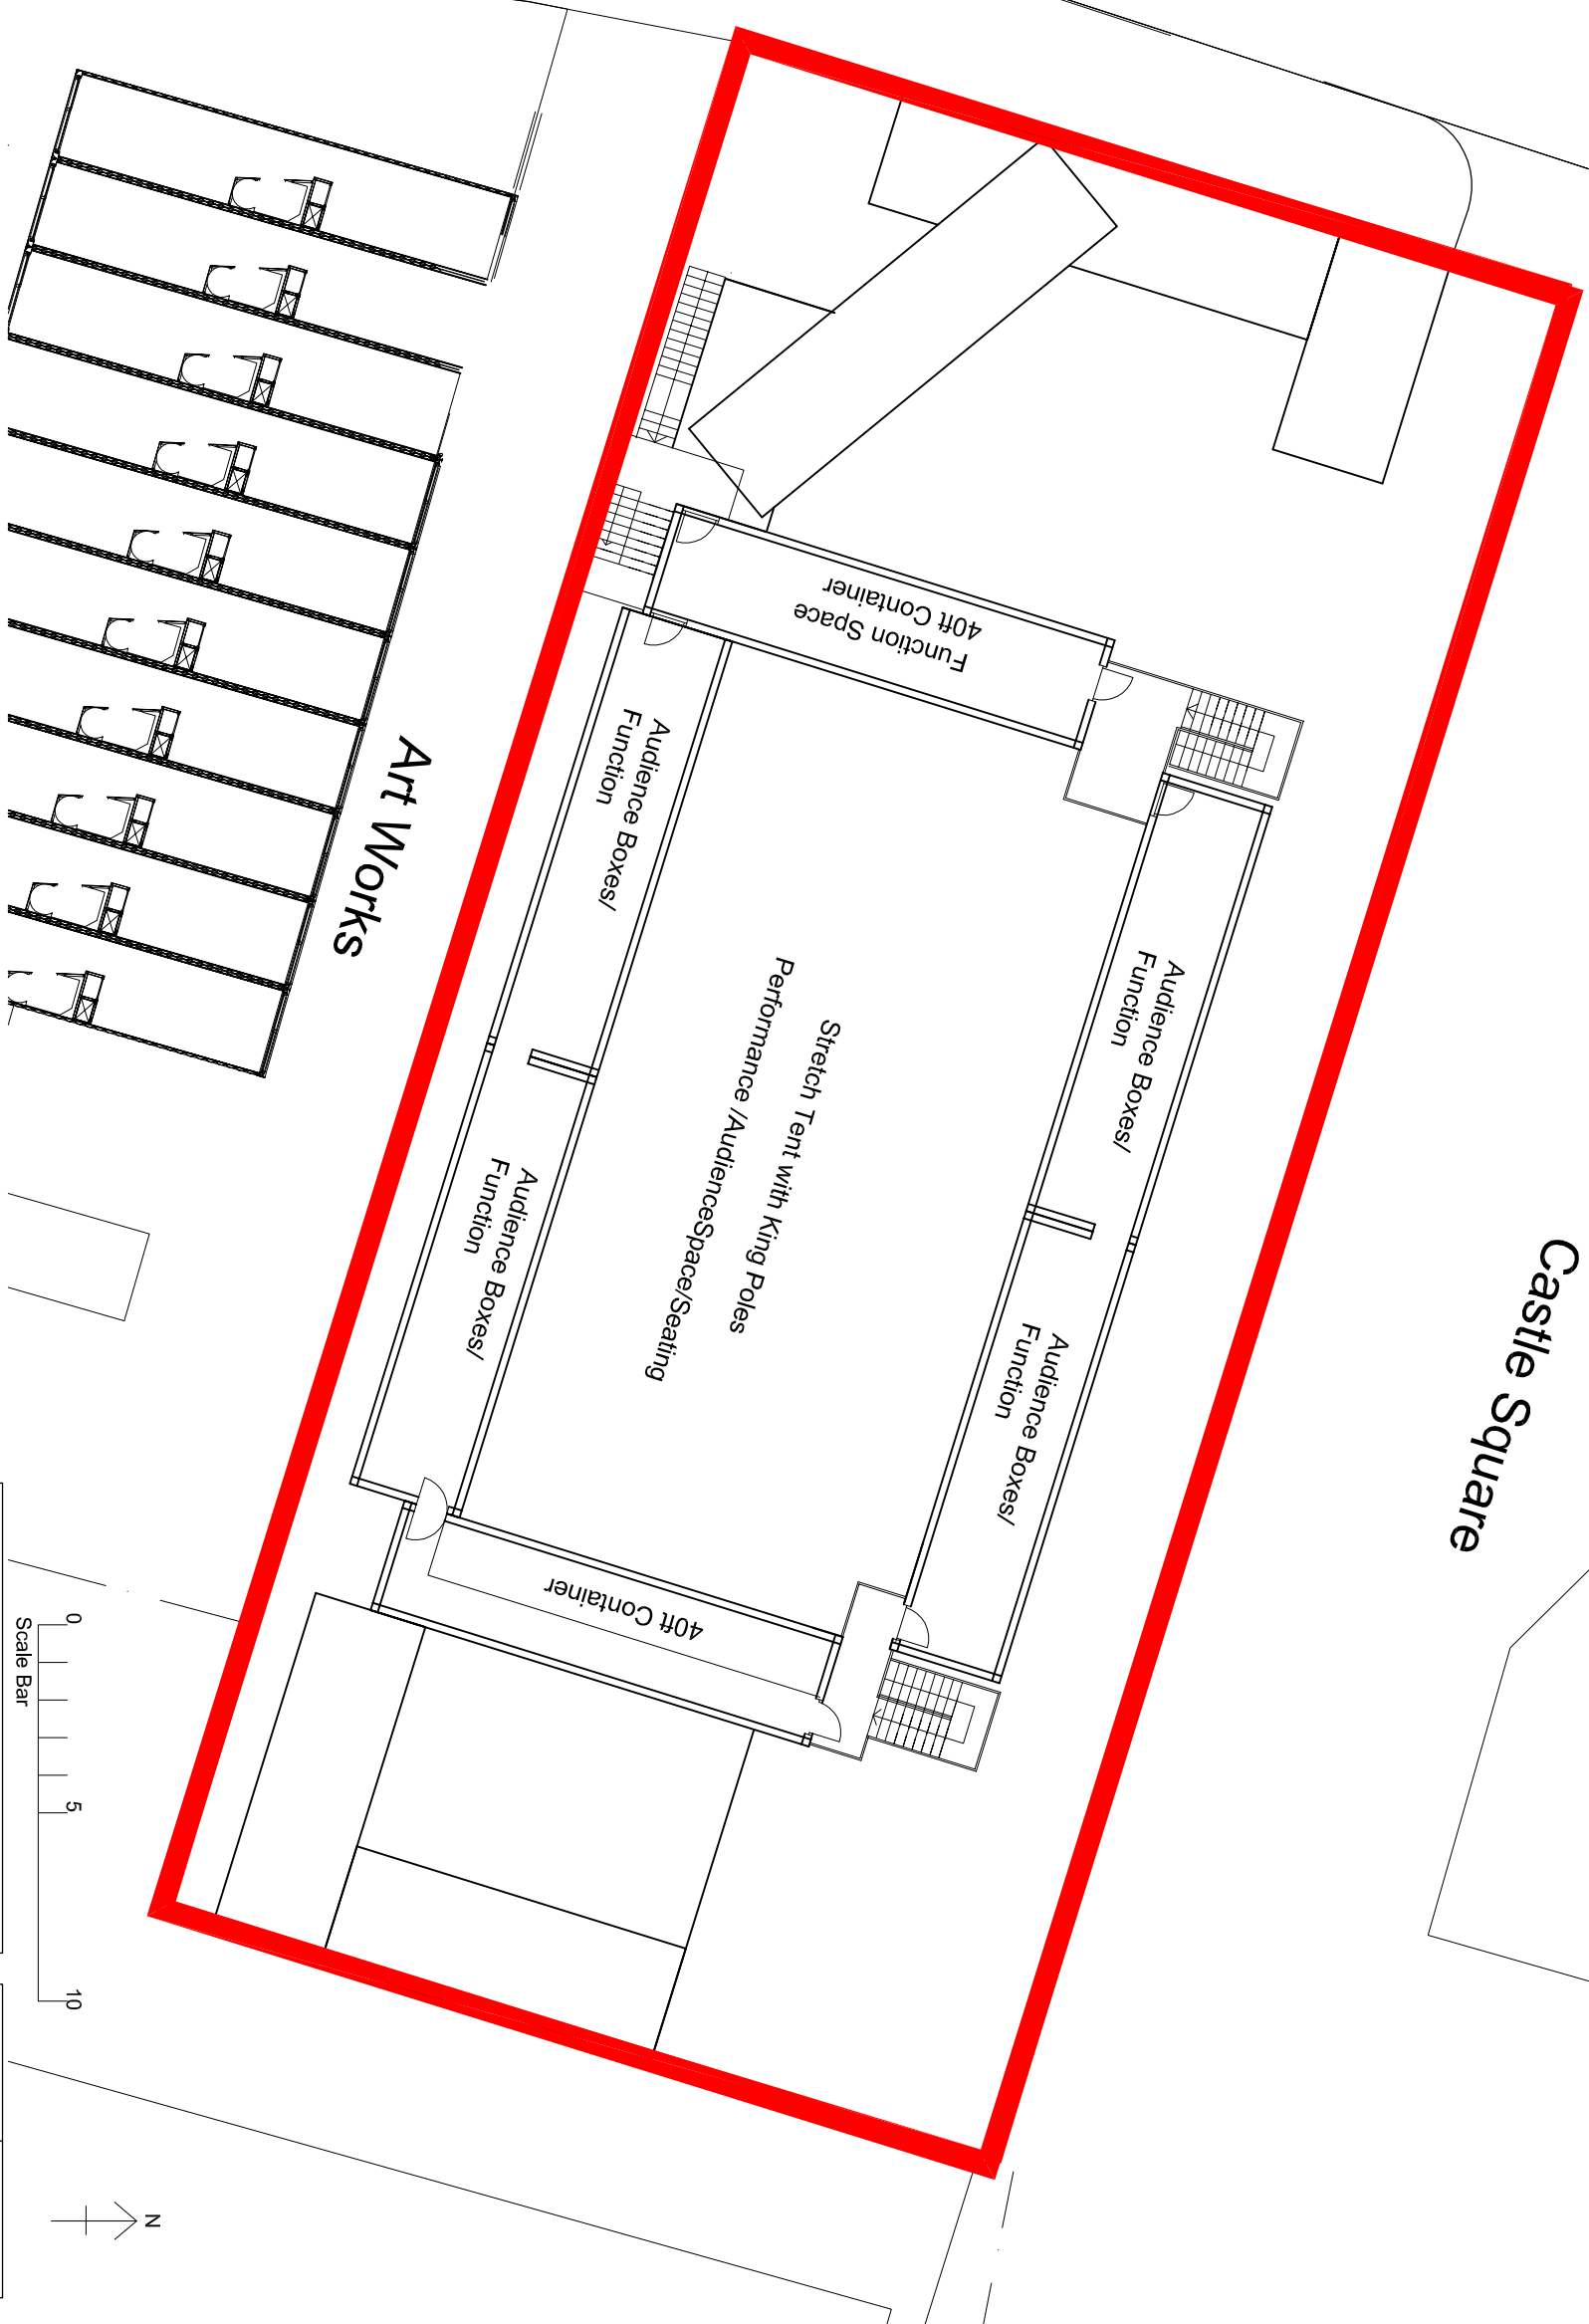 Castle Square
Function Space
40ft Container
Audience Boxes/
Function
Audience Boxes/
Function
Stretch Tent with King Poles
Performance /AudienceSpace/Seating
Audience Boxes/
Function
Audience Boxes/
Function
40ft Container
Art Works
0
5
10
Scale Bar
N